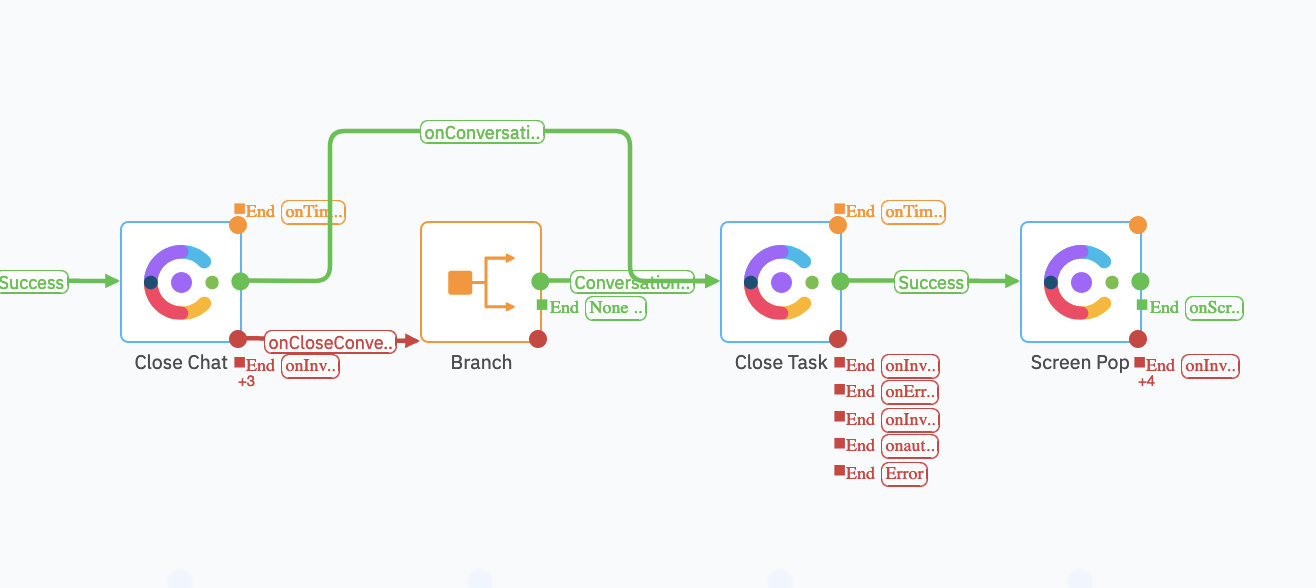 onConversati..
End onTim..
End onTim..
Success
Conversation..
Success
End None ..
End onScr..
onCloseConve..
Close Chat
End onInv..
+3
Branch
Close Task
End onInv..
End onErr..
End onInv..
End onaut..
End Error
Screen Pop
End onInv..
+4